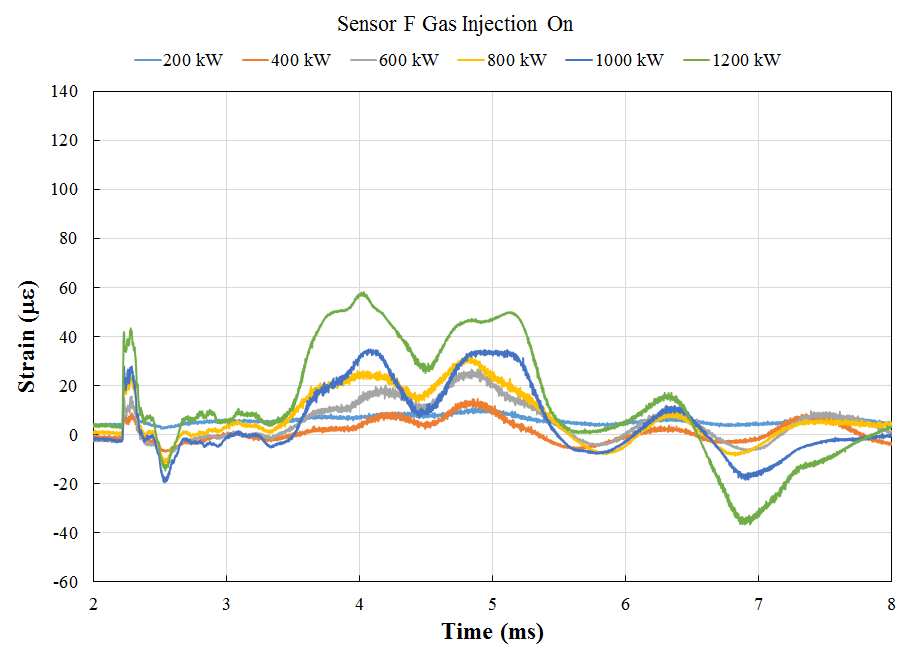 Sensor F Gas Injection On
200 kW 400 kW 600 kW 800 kW 1000 kW 1200 kW
140
120
100
80
60
40
20
0
-20
-40
-60
Strain (με)
2 3 4 5 6 7 8
Time (ms)